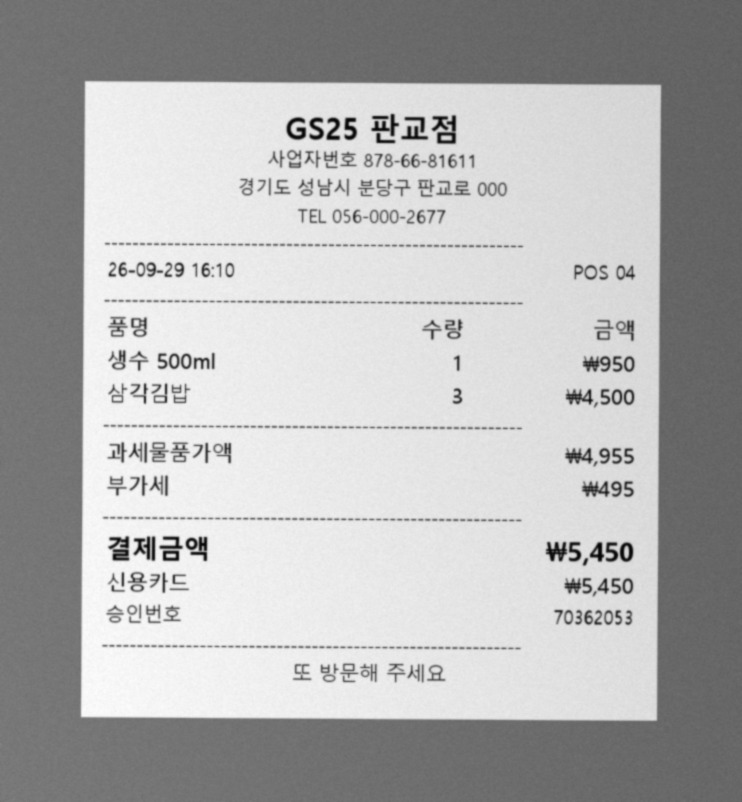 GS25 판교점
사업자번호 878-66-81611
경기도 성남시 분당구 판교로 000
TEL 056-000-2677
26-09-29 16:10 POS 04
품명 수량 금액
생수 500ml 1 ₩950
삼각김밥 3 ₩4,500
과세물품가액 ₩4,955
부가세 ₩495
결제금액 ₩5,450
신용카드 ₩5,450
승인번호 70362053
또 방문해 주세요